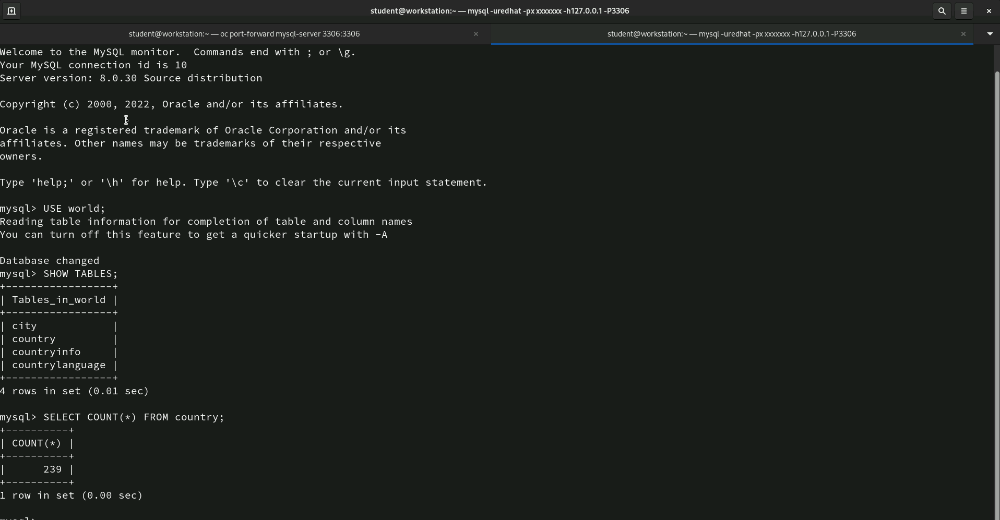 student@workstation:~ — mysql -uredhat -px xxxxxxx -h127.0.0.1 -P3306
student@workstation:~ — oc port-forward mysql-server 3306:3306
student@workstation:~ — mysql -uredhat -px xxxxxxx -h127.0.0.1 -P3306
Welcome to the MySQL monitor.  Commands end with ; or \g.
Your MySQL connection id is 10
Server version: 8.0.30 Source distribution

Copyright (c) 2000, 2022, Oracle and/or its affiliates.

Oracle is a registered trademark of Oracle Corporation and/or its
affiliates. Other names may be trademarks of their respective
owners.

Type 'help;' or '\h' for help. Type '\c' to clear the current input statement.

mysql> USE world;
Reading table information for completion of table and column names
You can turn off this feature to get a quicker startup with -A

Database changed
mysql> SHOW TABLES;
+-----------------+
| Tables_in_world |
+-----------------+
| city            |
| country         |
| countryinfo     |
| countrylanguage |
+-----------------+
4 rows in set (0.01 sec)

mysql> SELECT COUNT(*) FROM country;
+----------+
| COUNT(*) |
+----------+
|      239 |
+----------+
1 row in set (0.00 sec)

mysql>